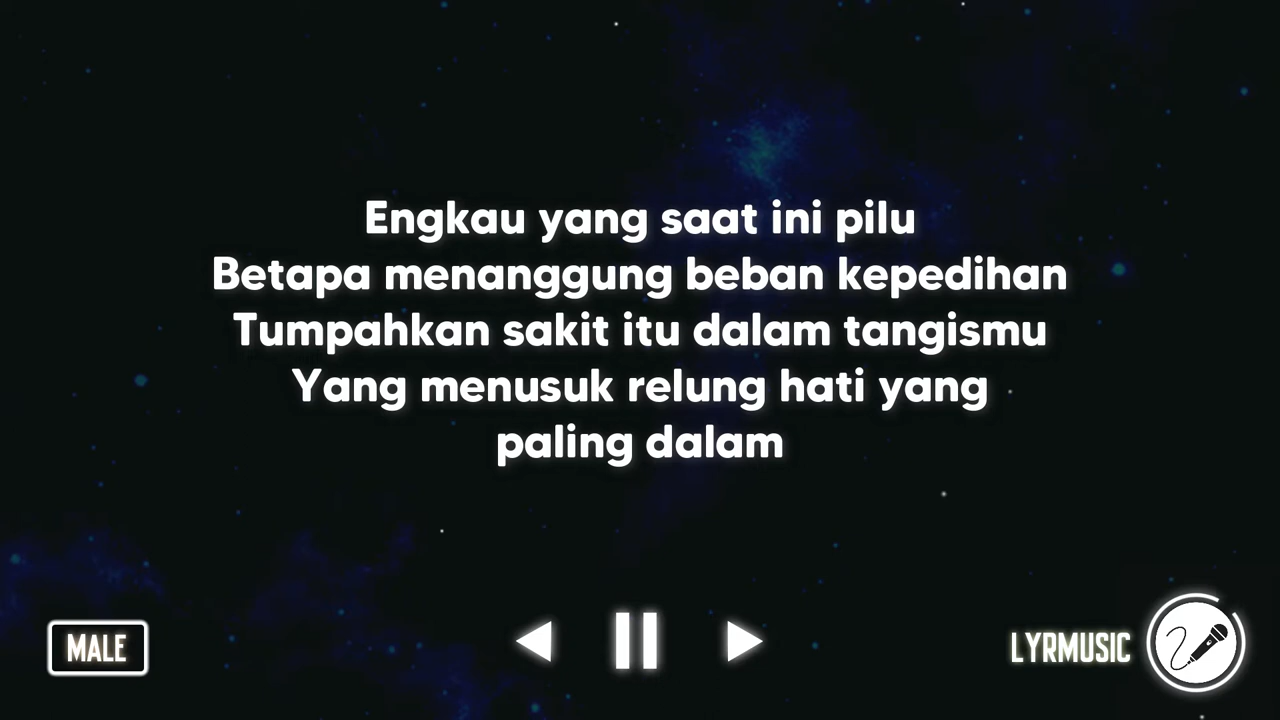 Engkau yang saat ini pilu
Betapa menanggung beban kepedihan
Tumpahkan sakit itu dalam tangismu
Yang menusuk relung hati yang
paling dalam
MALE
LYRMUSIC